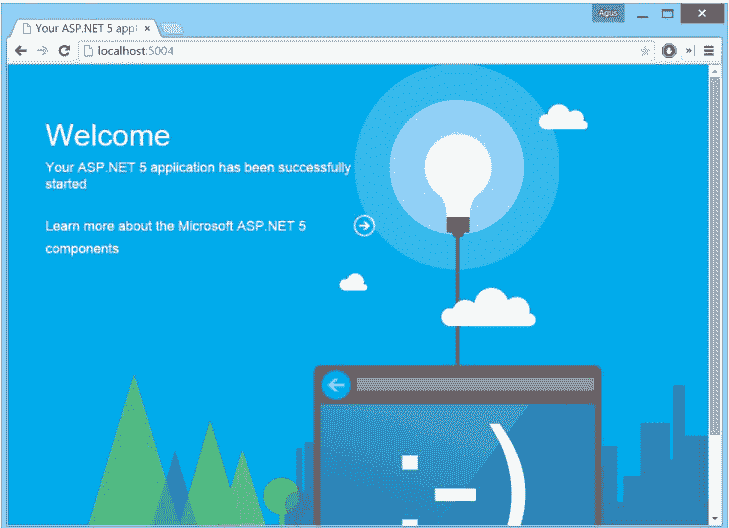 Agus
Your ASP.NET 5 appl
localhost:5004
Welcome
Your ASP.NET 5 application has been successfully
started
Learn more about the Microsoft ASP.NET 5
components